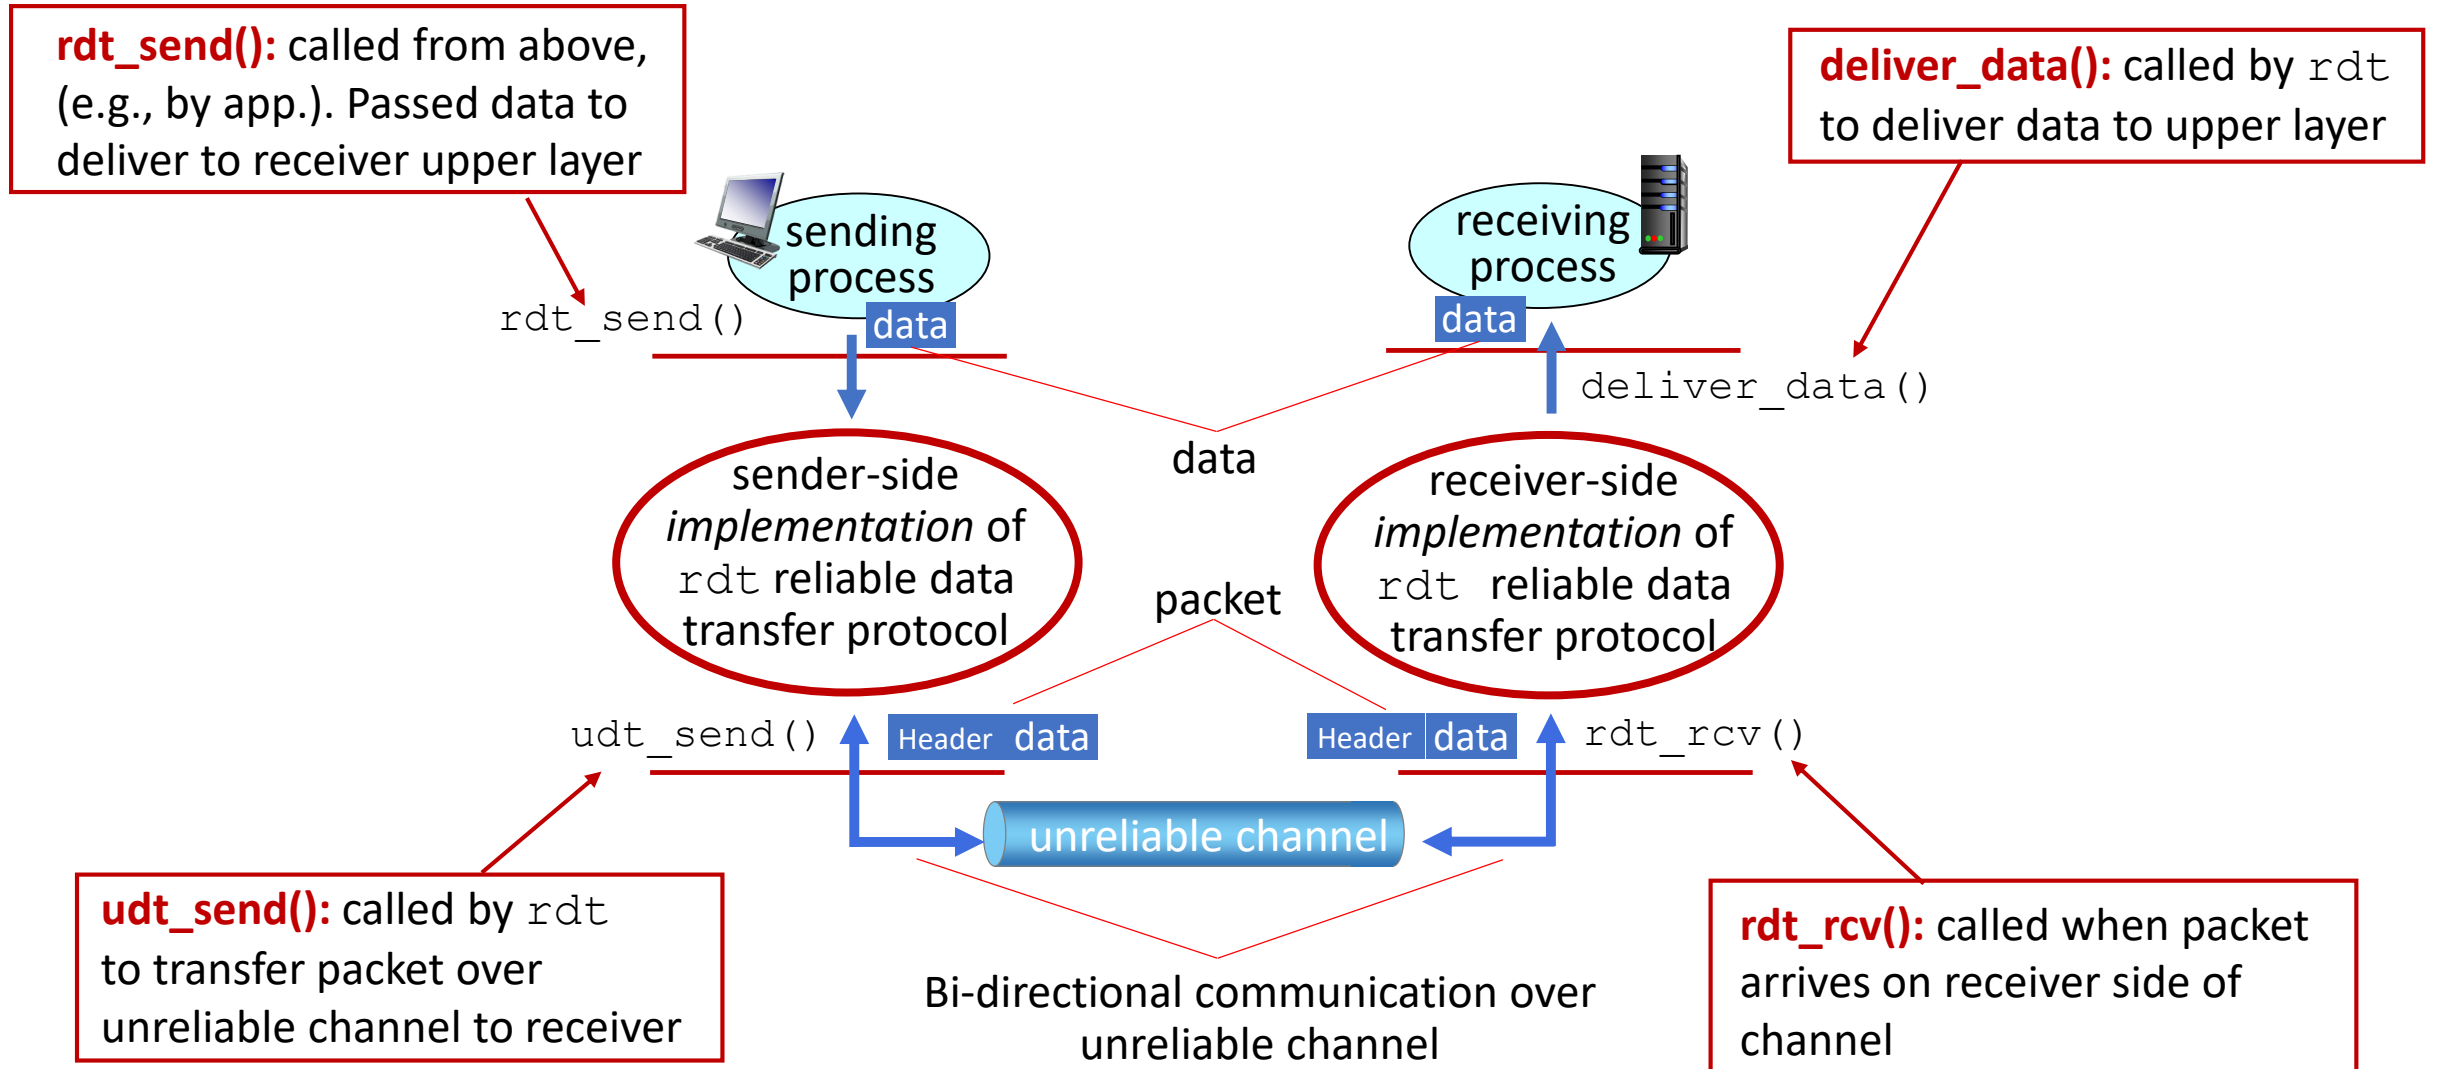 rdt_send(): called from above,
(e.g., by app.). Passed data to
deliver to receiver upper layer
deliver_data(): called by rdt
to deliver data to upper layer
sending
process
receiving
process
rdt_send()
data
data
deliver_data()
data
sender-side
implementation of
rdt reliable data
transfer protocol
receiver-side
implementation of
rdt reliable data
transfer protocol
packet
udt_send()
Header data
Header data
rdt_rcv()
unreliable channel
udt_send(): called by rdt
to transfer packet over
unreliable channel to receiver
Bi-directional communication over
unreliable channel
rdt_rcv(): called when packet
arrives on receiver side of
channel